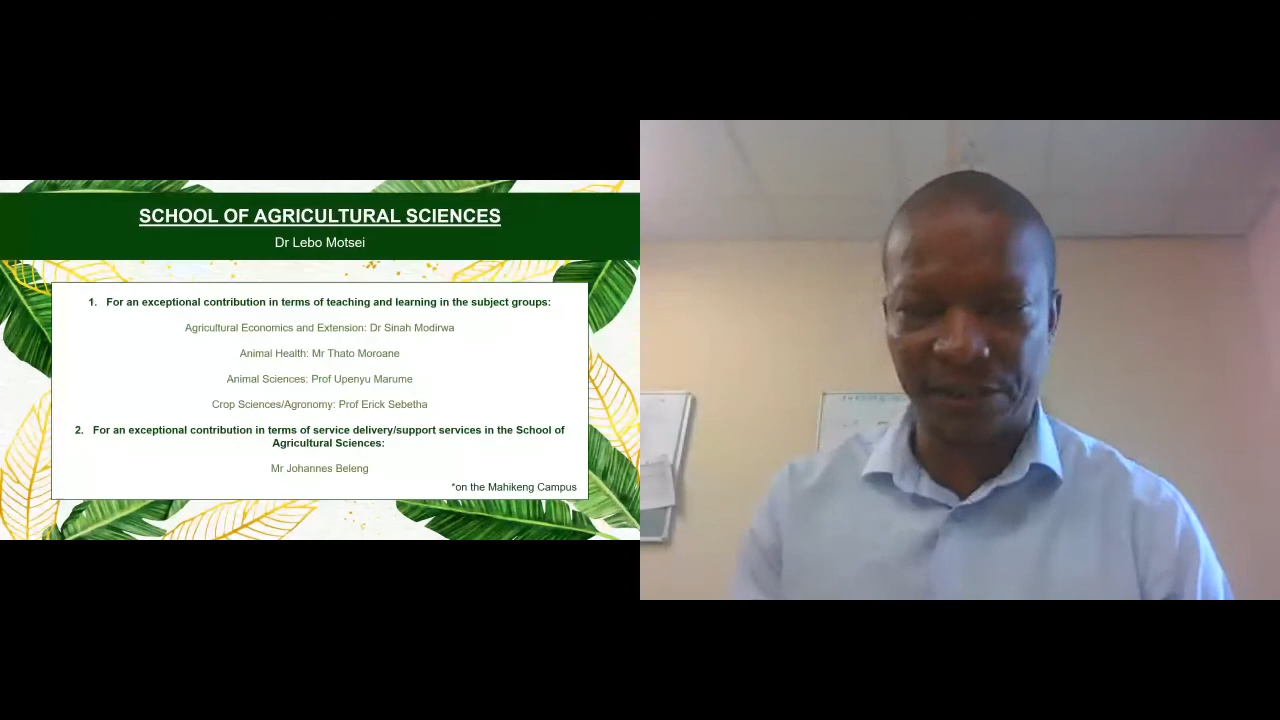 SCHOOL OF AGRICULTURAL SCIENCES
Dr Lebo Motsei
1. For an exceptional contribution in terms of teaching and learning in the subject groups:
Agricultural Economics and Extension: Dr Sinah Modirwa
Animal Health: Mr Thato Moroane
Animal Sciences: Prof Upenyu Marume
Crop Sciences/Agronomy: Prof Erick Sebetha
2. For an exceptional contribution in terms of service delivery/support services in the School of
Agricultural Sciences:
Mr Johannes Beleng
*on the Mahikeng Campus